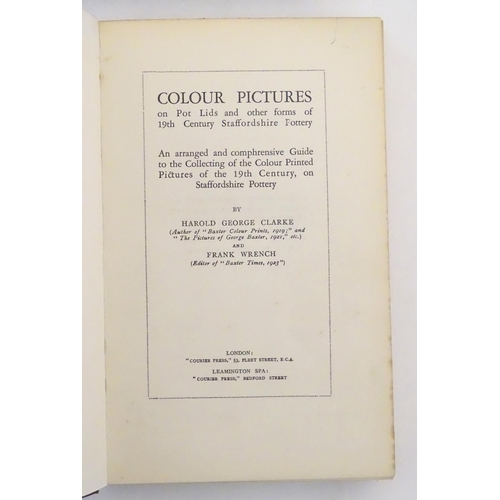 COLOUR PICTURES
on Pot Lids and other forms of
19th Century Staffordshire Pottery
An arranged and comphrensive Guide
to the Collecting of the Colour Printed
Pictures of the 19th Century, on
Staffordshire Pottery
BY
HAROLD GEORGE CLARKE
(Author of "Baxter Colour Prints, 1919;" and
"The Pictures of George Baxter, 1921," etc.)
AND
FRANK WRENCH
(Editor of "Baxter Times, 1923")
LONDON:
"COURIER PRESS," 53, FLEET STREET, E.C.4.
LEAMINGTON SPA:
"COURIER PRESS," BEDFORD STREET